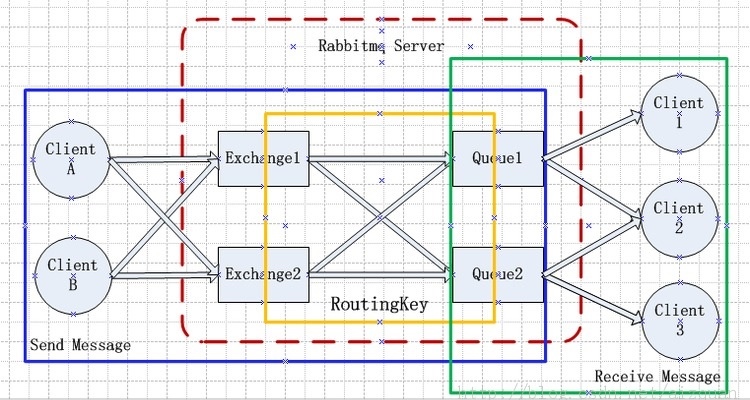 Rabbitmq Server
Client
A
Exchange1
Queue1
Client
1
Client
2
Client
B
Exchange2
Queue2
RoutingKey
Client
3
Send Message
Receive Message